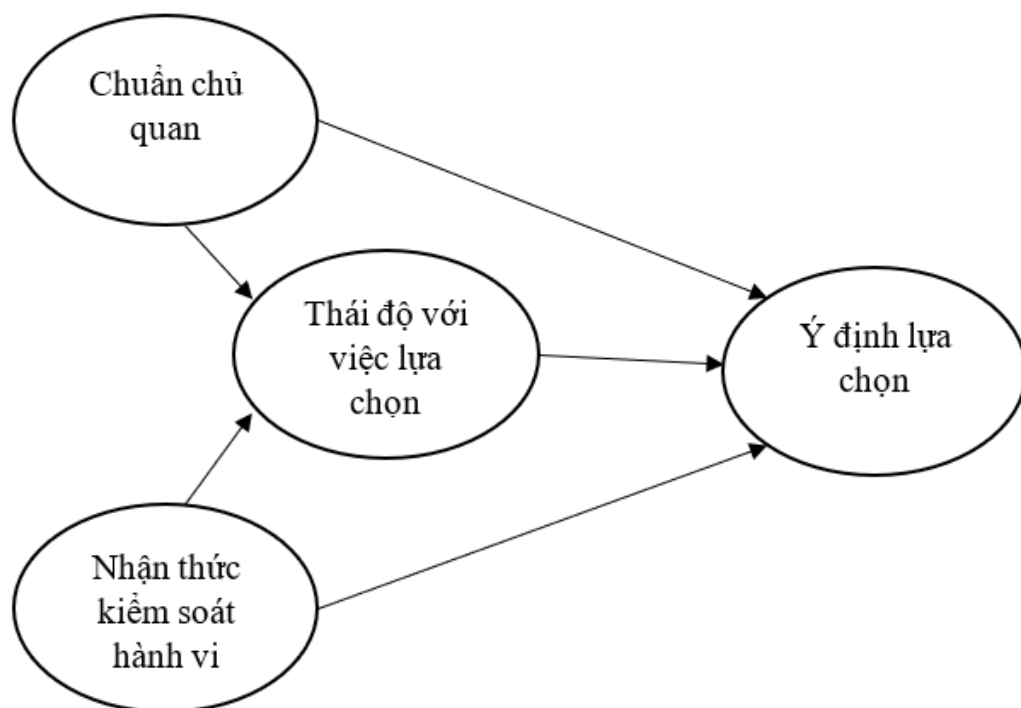 Chuẩn chủ
quan
Thái độ với
việc lựa
chọn
Ý định lựa
chọn
Nhận thức
kiểm soát
hành vi